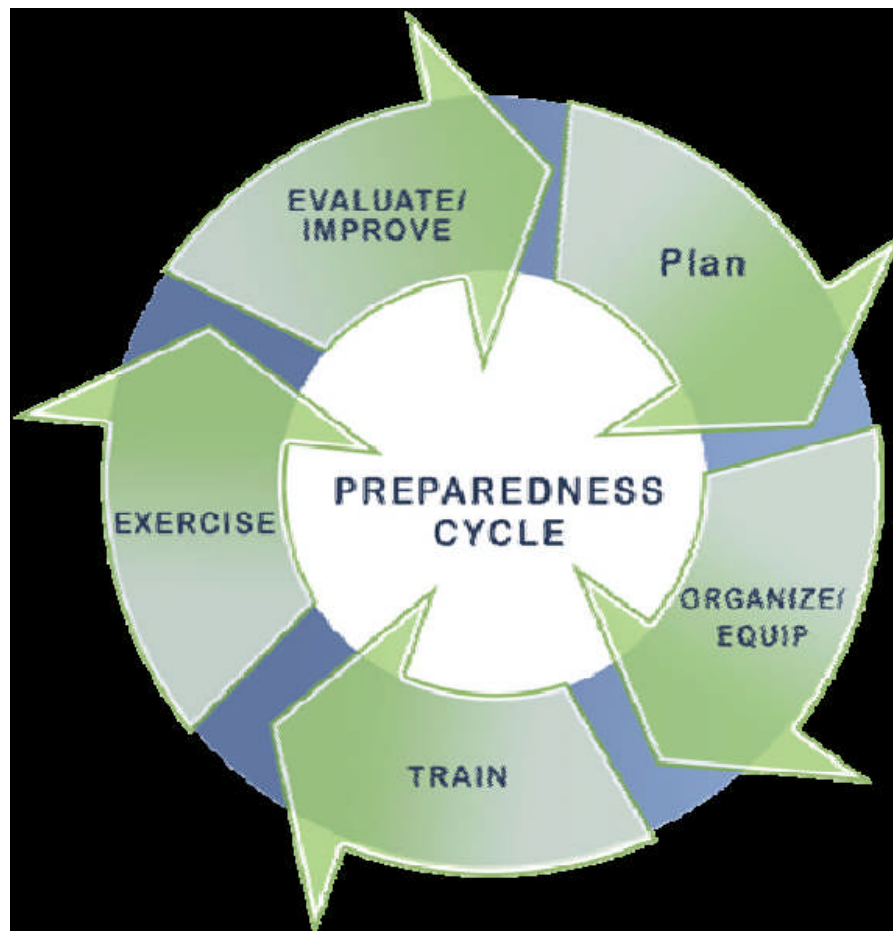 PREPAREDNESS
CYCLE
Plan
ORGANIZE/
EQUIP
TRAIN
EXERCISE
EVALUATE/
IMPROVE